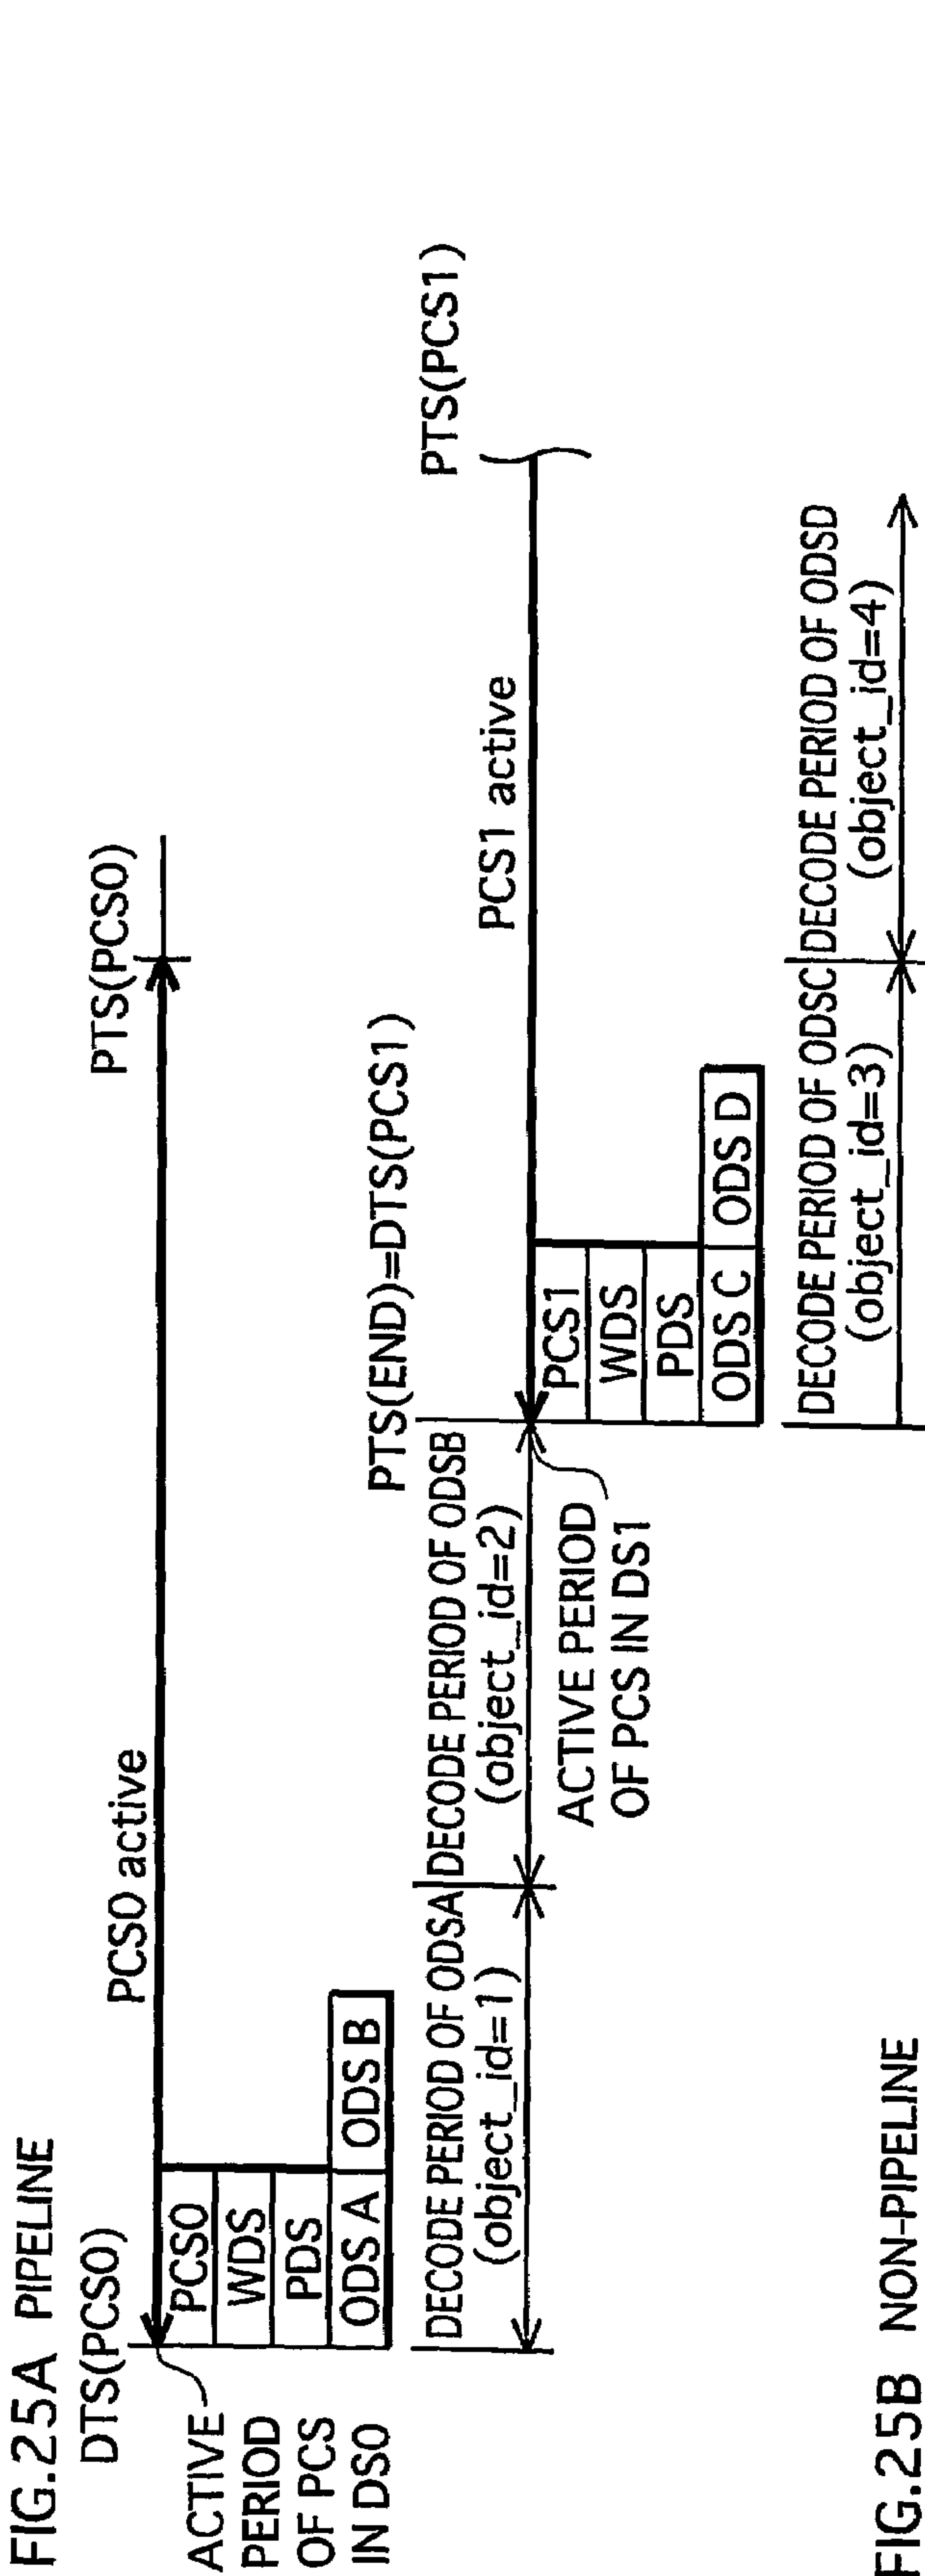 FIG.25A PIPELINE
DTS(PCS0)
PCS0 active
PTS(PCS0)
ACTIVE
PERIOD
OF PCS
IN DS0
PCS0
WDS
PDS
ODS A
ODS B
PTS(END)=DTS(PCS1)
PTS(PCS1)
DECODE PERIOD OF ODSA
(object_id=1)
DECODE PERIOD OF ODSB
(object_id=2)
PCS1 active
ACTIVE PERIOD
OF PCS IN DS1
PCS1
WDS
PDS
ODS C
ODS D
DECODE PERIOD OF ODSC
(object_id=3)
DECODE PERIOD OF ODSD
(object_id=4)
FIG.25B NON-PIPELINE